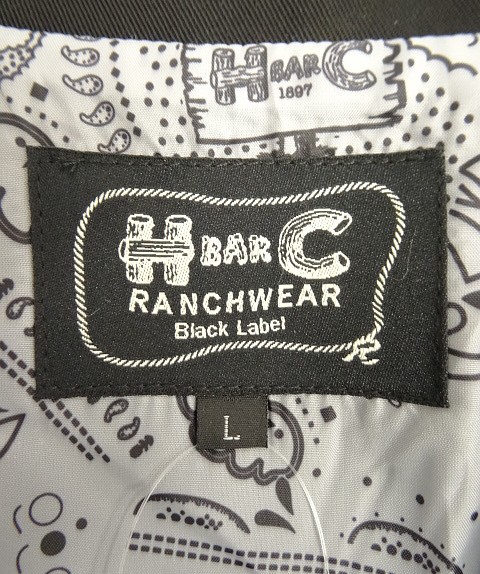 H BAR C
1897
H BAR C
RANCHWEAR
Black Label
L